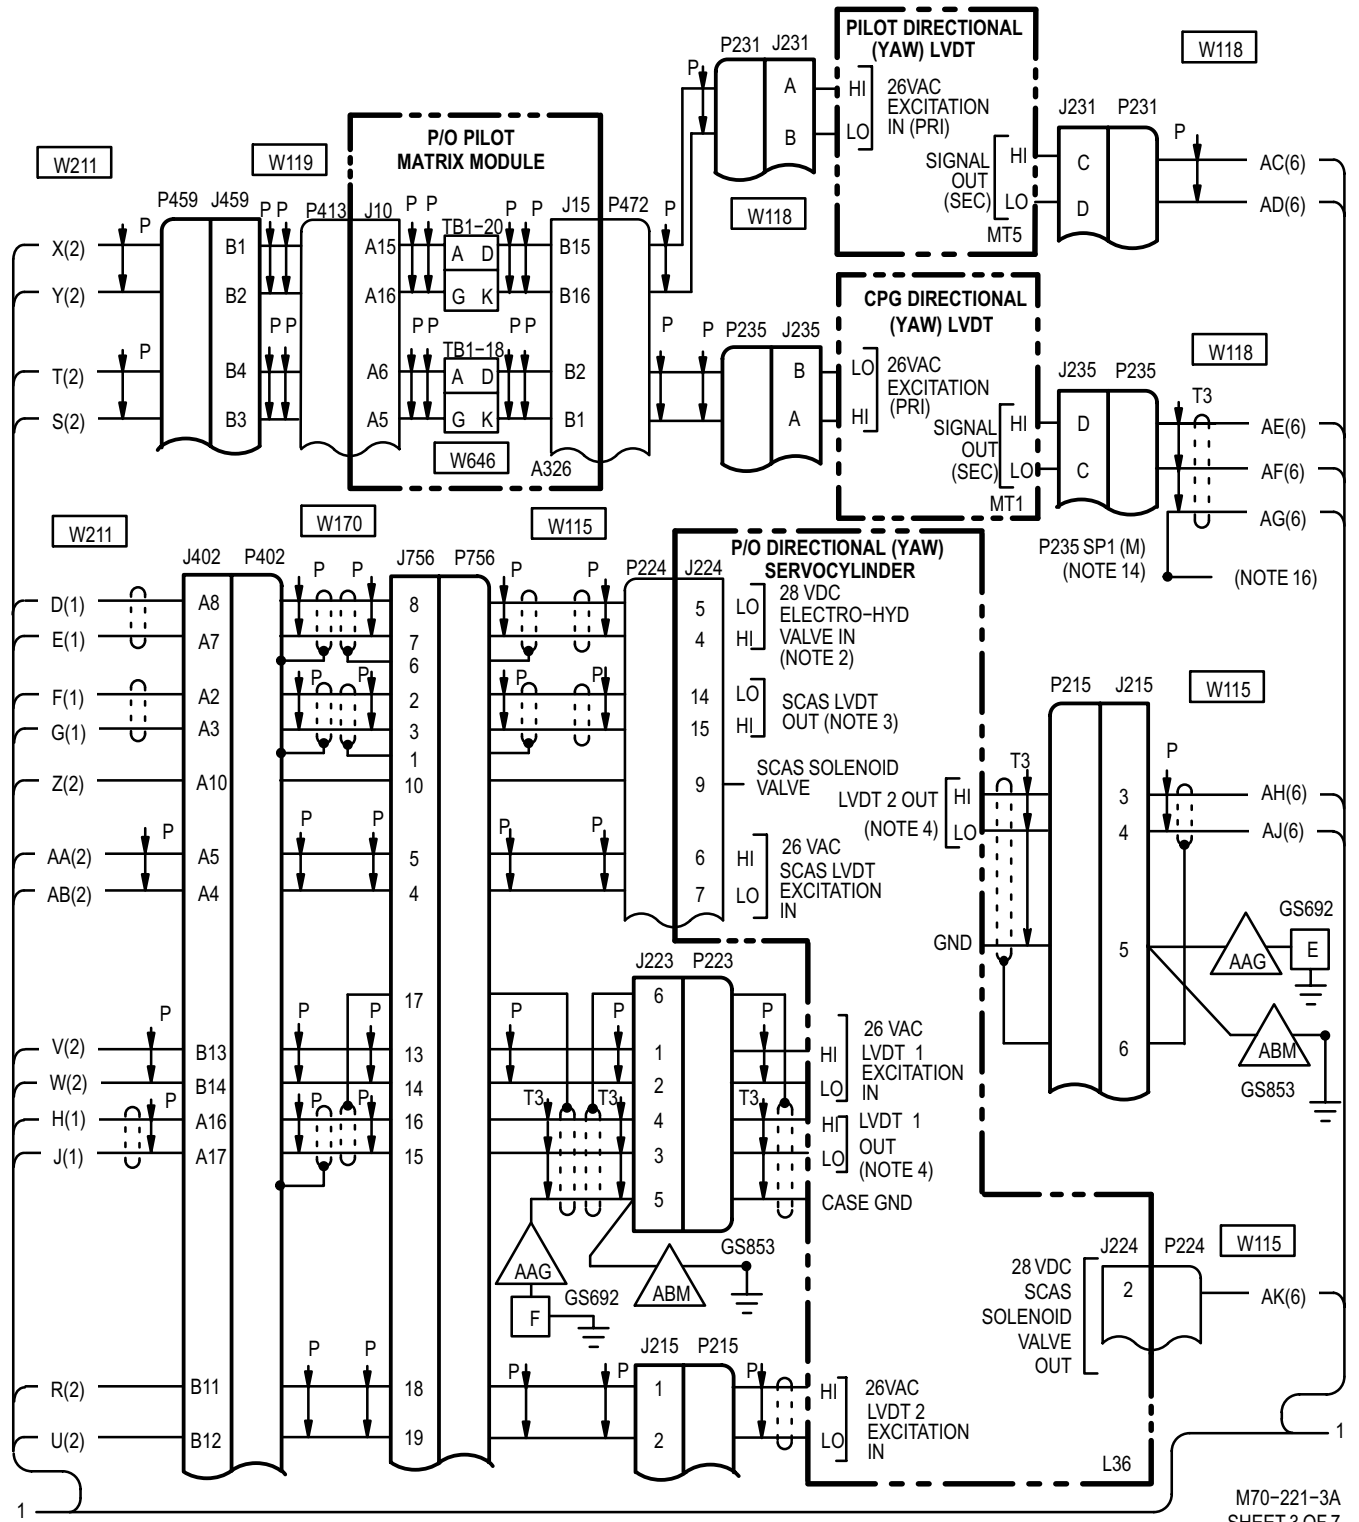 PILOT DIRECTIONAL
(YAW) LVDT
W118
P231 J231
P
A
HI
26VAC
EXCITATION
IN (PRI)
B
LO
J231 P231
P
SIGNAL
OUT
(SEC)
HI
LO
C
D
AC(6)
AD(6)
MT5
W118
P/O PILOT
MATRIX MODULE
W211
W119
P459 J459
P P P
P413 J10
P P
TB1−20
P P
J15 P472
P
X(2)
B1
A15
A D
B15
Y(2)
B2
A16
G K
B16
P
P P
P P
TB1−18
P P
P
P
P235 J235
T(2)
B4
A6
A D
B2
B
LO
S(2)
B3
A5
G K
B1
A
HI
W646
A326
CPG DIRECTIONAL
(YAW) LVDT
26VAC
EXCITATION
(PRI)
SIGNAL
OUT
(SEC)
HI
LO
MT1
J235 P235
W118
T3
D
C
AE(6)
AF(6)
AG(6)
P235 SP1 (M)
(NOTE 14)
(NOTE 16)
W211
W170
W115
P/O DIRECTIONAL (YAW)
SERVOCYLINDER
J402 P402
P P
J756 P756
P P
P224 J224
D(1)
A8
8
5
LO
28 VDC
ELECTRO−HYD
VALVE IN
(NOTE 2)
E(1)
A7
7
4
HI
6
P P
P P
F(1)
A2
2
14
LO
SCAS LVDT
OUT (NOTE 3)
G(1)
A3
3
15
HI
1
Z(2)
A10
10
9
SCAS SOLENOID
VALVE
P
P P
P P
AA(2)
A5
5
6
HI
26 VAC
SCAS LVDT
EXCITATION
IN
AB(2)
A4
4
7
LO
P215 J215
W115
T3
P
LVDT 2 OUT
(NOTE 4)
HI
LO
3
4
AH(6)
AJ(6)
GND
5
AAG
GS692
E
6
ABM
GS853
J223 P223
17
6
P
P P
P P
P
V(2)
B13
13
1
HI
26 VAC
LVDT 1
EXCITATION
IN
W(2)
B14
14
2
LO
P
P P
T3 T3
T3
H(1)
A16
16
4
HI
LVDT 1
OUT
(NOTE 4)
J(1)
A17
15
3
LO
5
CASE GND
AAG
F
GS692
ABM
GS853
J224 P224
W115
28 VDC
SCAS
SOLENOID
VALVE
OUT
2
AK(6)
P P
P P
J215 P215
P
R(2)
B11
18
1
HI
26VAC
LVDT 2
EXCITATION
IN
U(2)
B12
19
2
LO
L36
1
1
M70−221−3A
SHEET 3 OF 7